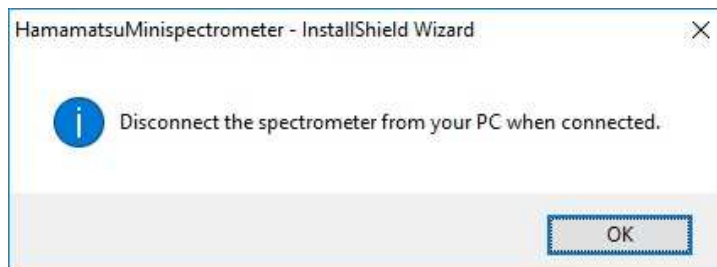 HamamatsuMinispectrometer - InstallShield Wizard
Disconnect the spectrometer from your PC when connected.
OK